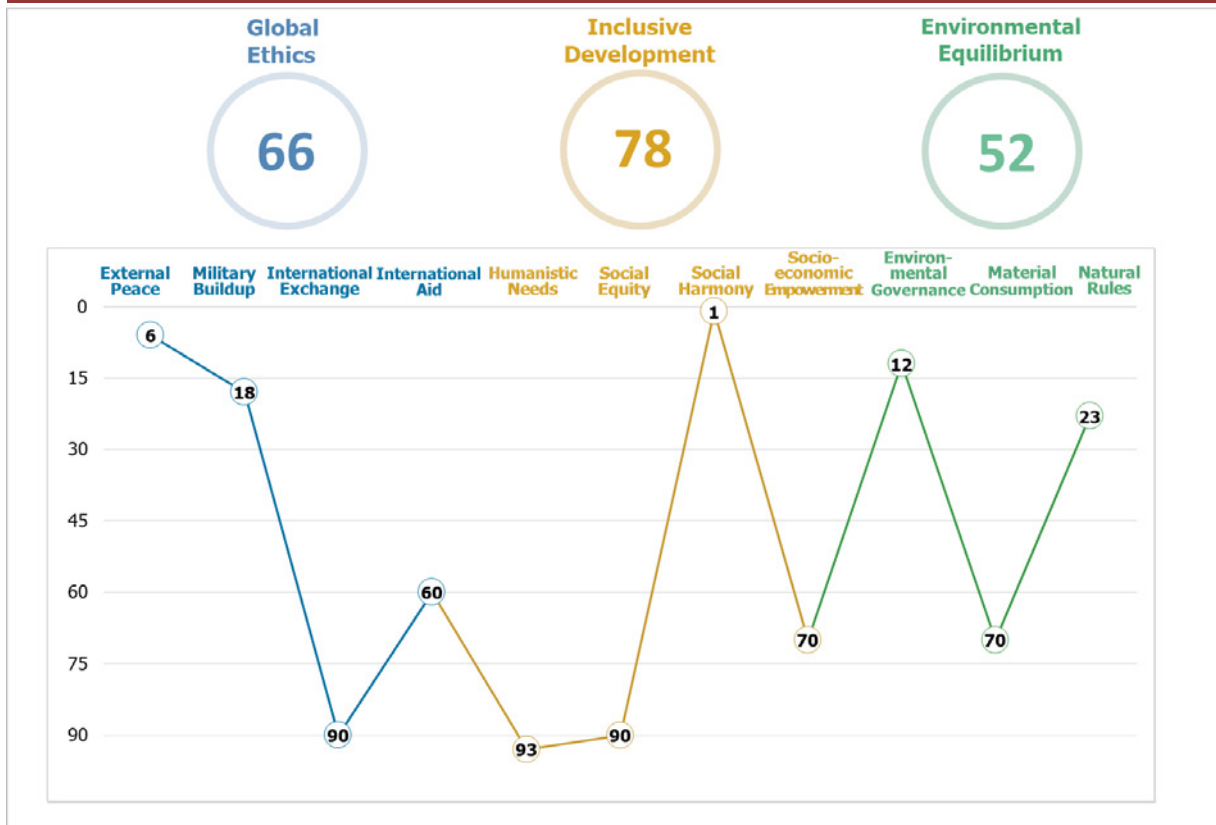 Global
Ethics
66
Inclusive
Development
78
Environmental
Equilibrium
52
External
Peace
Military
Buildup
International
Exchange
International
Aid
Humanistic
Needs
Social
Equity
Social
Harmony
Socio-
economic
Empowerment
Environ-
mental
Governance
Material
Consumption
Natural
Rules
0
15
30
45
60
75
90
6
18
90
60
93
90
1
70
12
70
23